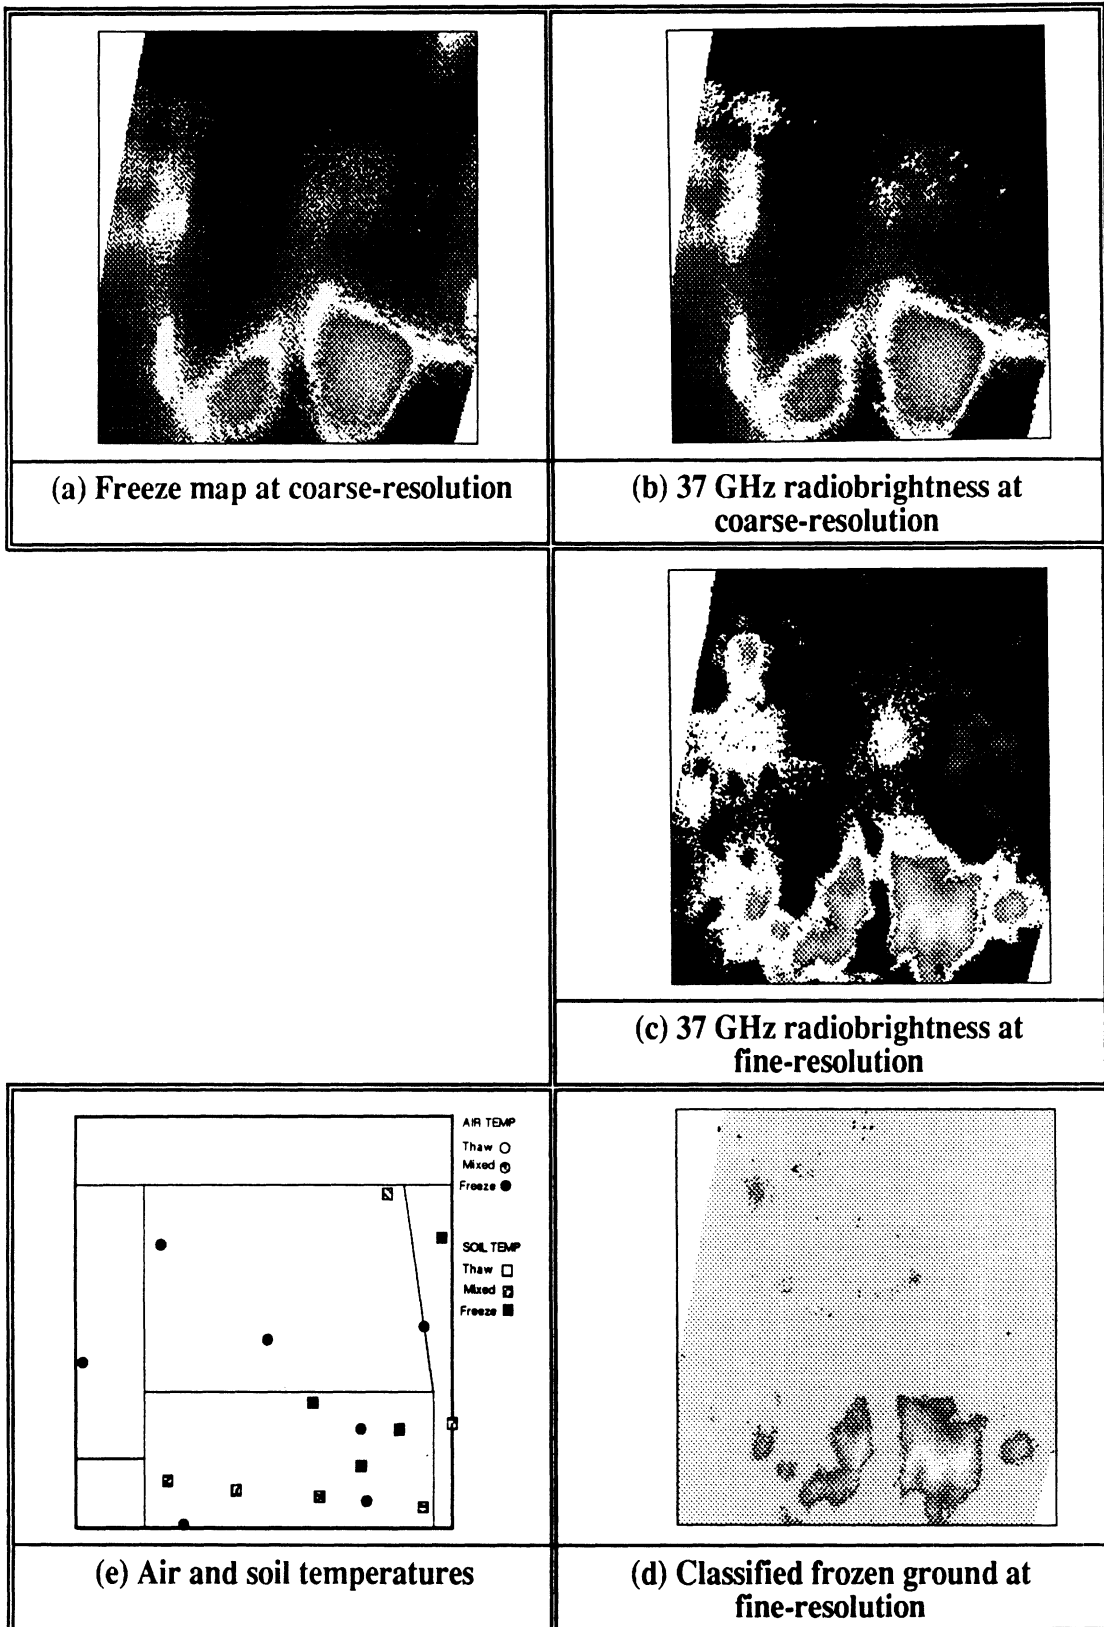 (a) Freeze map at coarse-resolution
(b) 37 GHz radiobrightness at
coarse-resolution
(c) 37 GHz radiobrightness at
fine-resolution
AIR TEMP
Thaw
Mixed
Freeze
SOIL TEMP
Thaw
Mixed
Freeze
(e) Air and soil temperatures
(d) Classified frozen ground at
fine-resolution